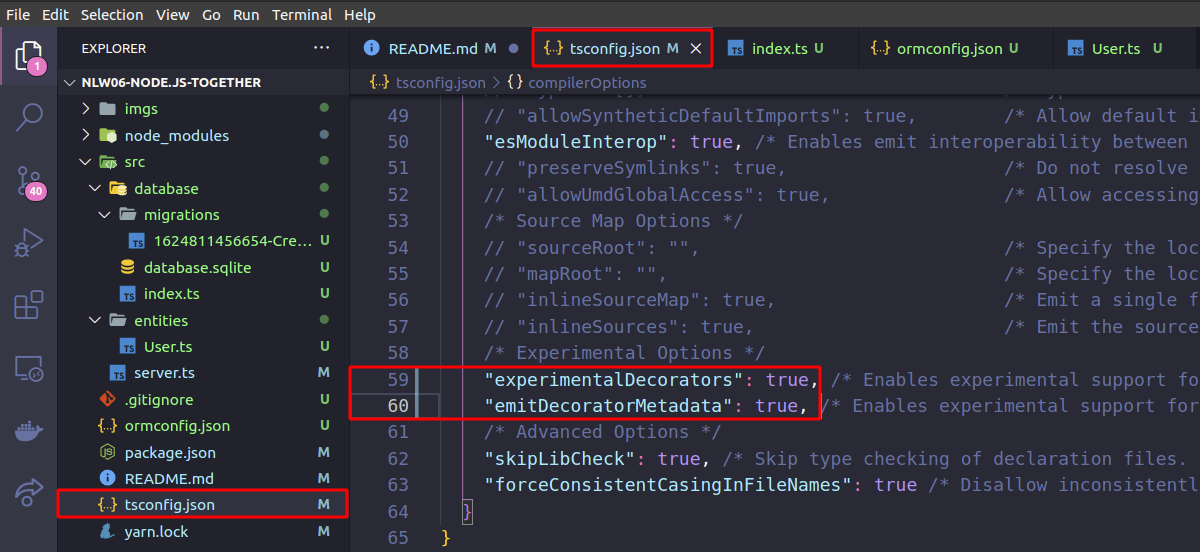 File Edit Selection View Go Run Terminal Help
EXPLORER ...
README.md M
{..} tsconfig.json M
TS index.ts U
{..} ormconfig.json U
TS User.ts U
1
40
NLW06-NODE.JS-TOGETHER
imgs
node_modules
src
database
migrations
TS 1624811456654-Cre... U
database.sqlite U
TS index.ts U
entities
TS User.ts U
TS server.ts M
.gitignore
{..} ormconfig.json U
JS package.json M
README.md M
{..} tsconfig.json M
yarn.lock M
{..} tsconfig.json > {} compilerOptions
49 // "allowSyntheticDefaultImports": true, /* Allow default i
50 "esModuleInterop": true, /* Enables emit interoperability between
51 // "preserveSymlinks": true, /* Do not resolve
52 // "allowUmdGlobalAccess": true, /* Allow accessing
53 /* Source Map Options */
54 // "sourceRoot": "", /* Specify the loc
55 // "mapRoot": "", /* Specify the loc
56 // "inlineSourceMap": true, /* Emit a single f
57 // "inlineSources": true, /* Emit the source
58 /* Experimental Options */
59 "experimentalDecorators": true, /* Enables experimental support fo
60 "emitDecoratorMetadata": true, /* Enables experimental support for
61 /* Advanced Options */
62 "skipLibCheck": true, /* Skip type checking of declaration files.
63 "forceConsistentCasingInFileNames": true /* Disallow inconsistentl
64 }
65 }